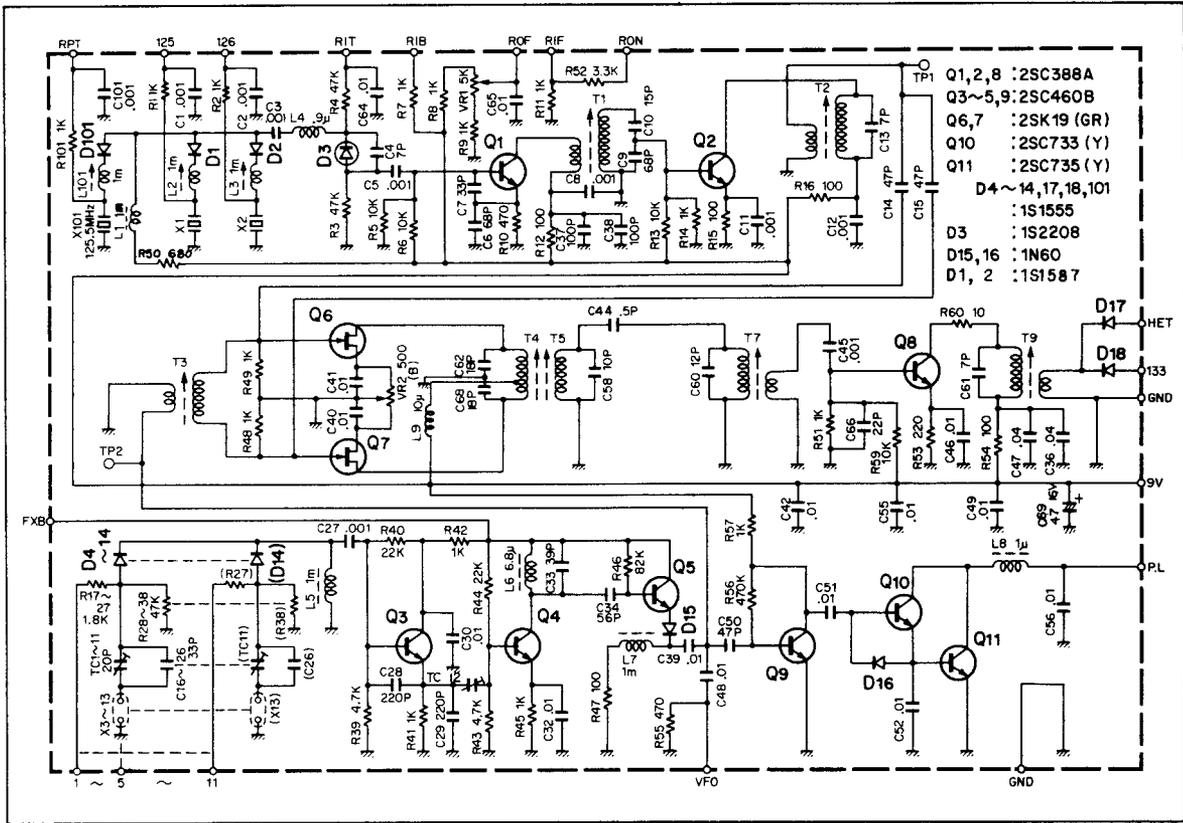 RPT 125 126 RIT RIB ROF RIF RON
R101 1K
C101 .001
R1 1K
C1 .001
R2 1K
C2 .001
C3 .001
L4 .9μ
R4 47K
C64 .01
R7 1K
R8 1K
VR1 5K
R9 1K
C65 .01
R11 1K
R52 3.3K
T1
C10 15P
C9 68P
C8 .001
TP1
T2
C13 7P
D101
L101 1m
X101 125.5MHz
L1 1m
R50 680
D1
L2 1m
X1
D2
L3 1m
X2
D3
R3 47K
C4 7P
C5 .001
R5 10K
R6 10K
Q1
C7 33P
C6 68P
R10 470
R12 100
C37 100P
C38 100P
Q2
R13 10K
R14 1K
R15 100
C11 .001
R16 100
C12 .001
C14 47P
C15 47P
Q1,2,8 :2SC388A
Q3~5,9:2SC460B
Q6,7 :2SK19 (GR)
Q10 :2SC733 (Y)
Q11 :2SC735 (Y)
D4~14,17,18,101
:1S1555
D3 :1S2208
D15,16 :1N60
D1, 2 :1S1587
T3
TP2
R49 1K
R48 1K
Q6
Q7
C41 .01
C40 .01
VR2 500 (B)
C62 18P
C68 18P
L9 10μ
T4 T5
C58 10P
C44 .5P
C60 12P
T7
C45 .001
R51 1K
C66 22P
R59 10K
Q8
R53 220
C46 .01
R60 10
C61 7P
T9
R54 100
C47 .04
C36 .04
D17
D18
HET
133
GND
9V
C42 .01
C55 .01
C49 .01
C69 47 16V +
FXB
D4 ~14
R17~27 1.8K
R28~38 47K
TC1~11 20P
C16~126 33P
X3~13
(D14)
(R27)
(R38)
(TC11)
(C26)
(X13)
L5 1m
C27 .001
R40 22K
R42 1K
Q3
C28 220P
R39 4.7K
R41 1K
C29 220P
C30 .01
TC
R43 4.7K
R44 22K
L6 6.8μ
C33 39P
Q4
R45 1K
C32 .01
C34 56P
R46 82K
Q5
D15
L7 1m
C39 .01
R47 100
R55 470
C48 .01
C50 47P
R57 1K
R56 470K
Q9
C51 .01
Q10
D16
Q11
C52 .01
L8 1μ
C56 .01
P.L
1 ~ 5 ~ 11 VFO GND